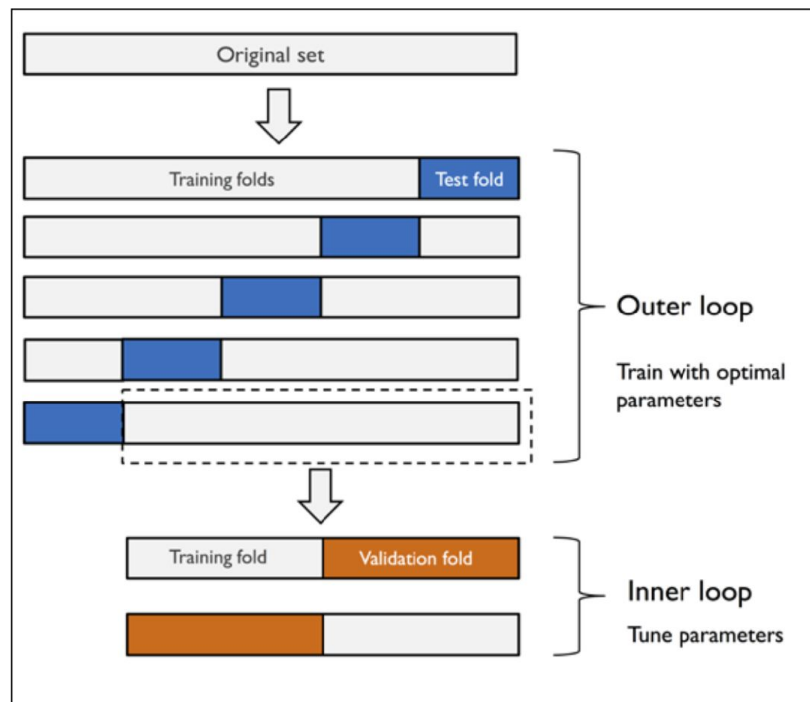 Original set
Training folds
Test fold
Outer loop
Train with optimal
parameters
Training fold
Validation fold
Inner loop
Tune parameters